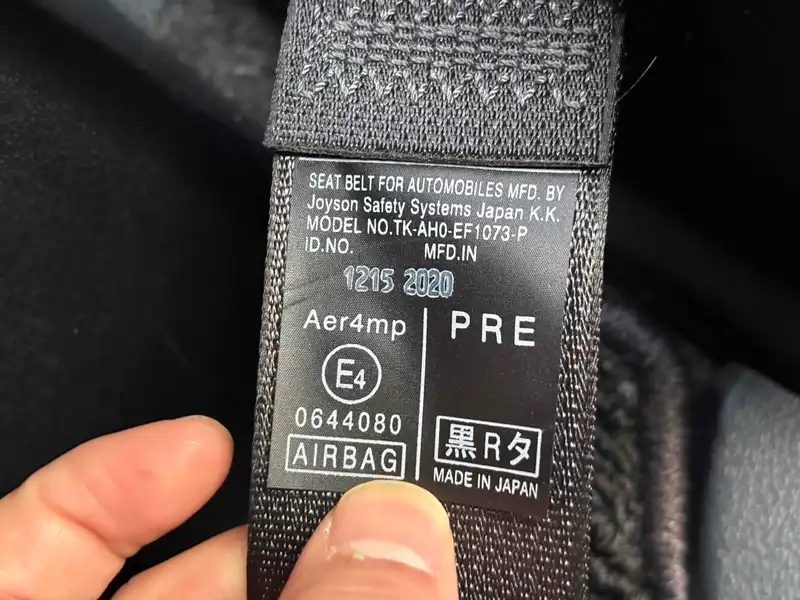 SEAT BELT FOR AUTOMOBILES MFD. BY
Joyson Safety Systems Japan K.K.
MODEL NO.TK-AH0-EF1073-P
ID.NO. MFD.IN
1215 2020
Aer4mp
E4
0644080
AIRBAG
PRE
黒Rタ
MADE IN JAPAN